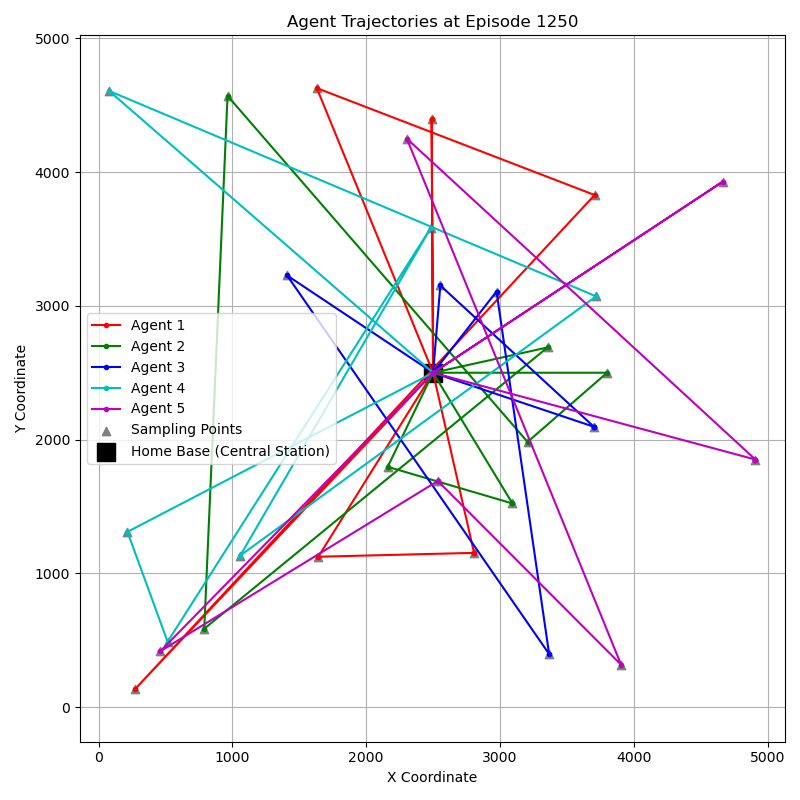 Agent Trajectories at Episode 1250
Y Coordinate
5000
4000
3000
2000
1000
0
Agent 1
Agent 2
Agent 3
Agent 4
Agent 5
Sampling Points
Home Base (Central Station)
0 1000 2000 3000 4000 5000
X Coordinate